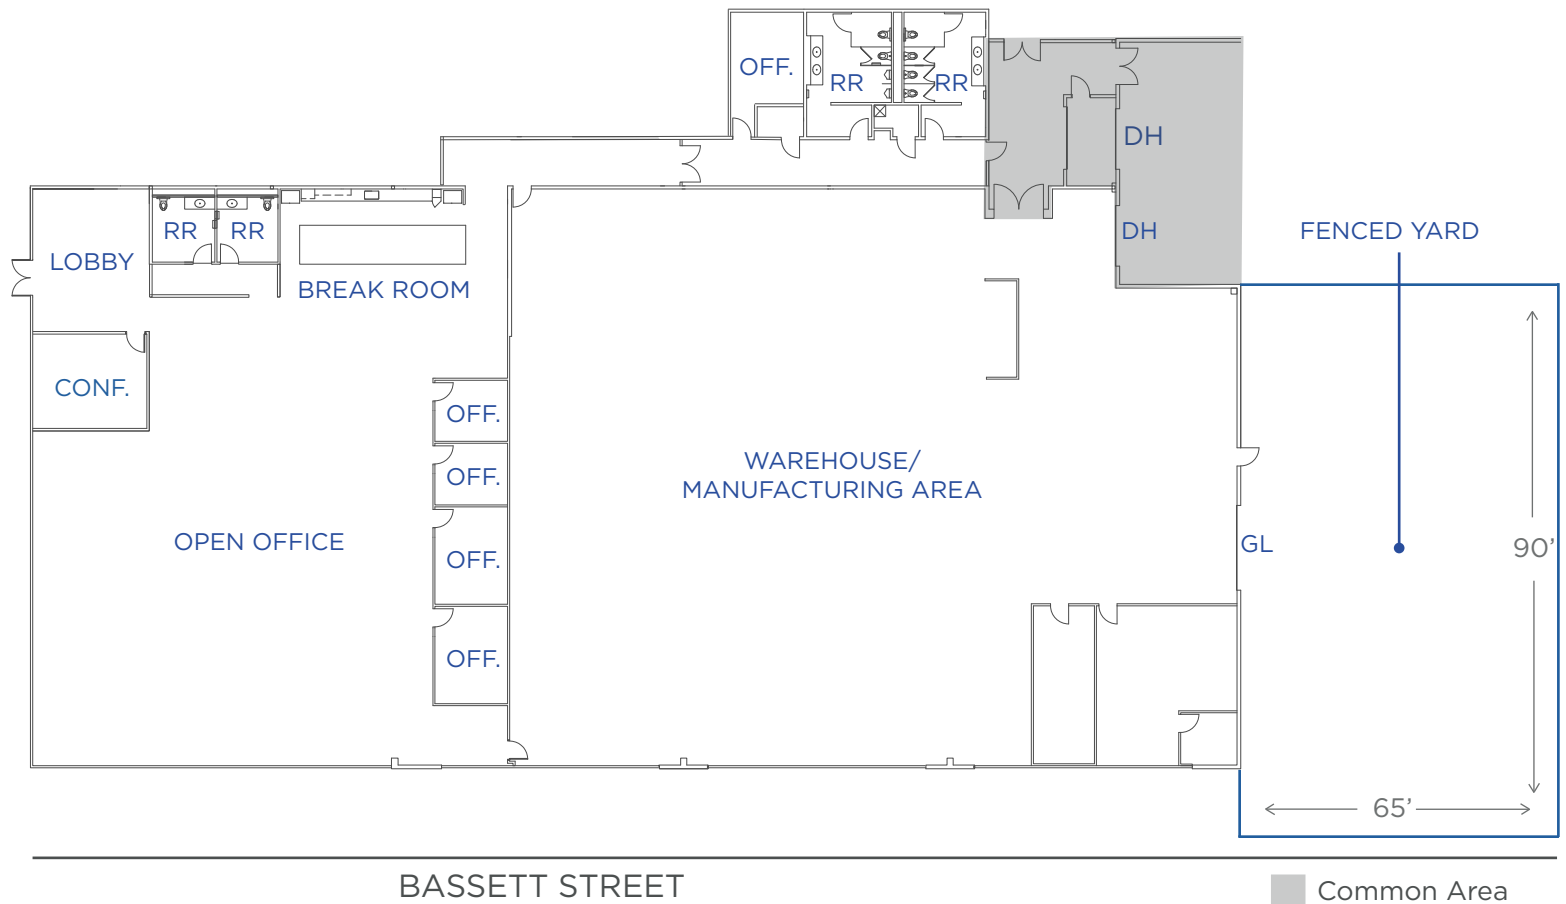 OFF.
RR
RR
DH
DH
RR
RR
LOBBY
BREAK ROOM
FENCED YARD
CONF.
OFF.
OFF.
WAREHOUSE/
MANUFACTURING AREA
OPEN OFFICE
OFF.
GL
90’
OFF.
65’
BASSETT STREET
Common Area